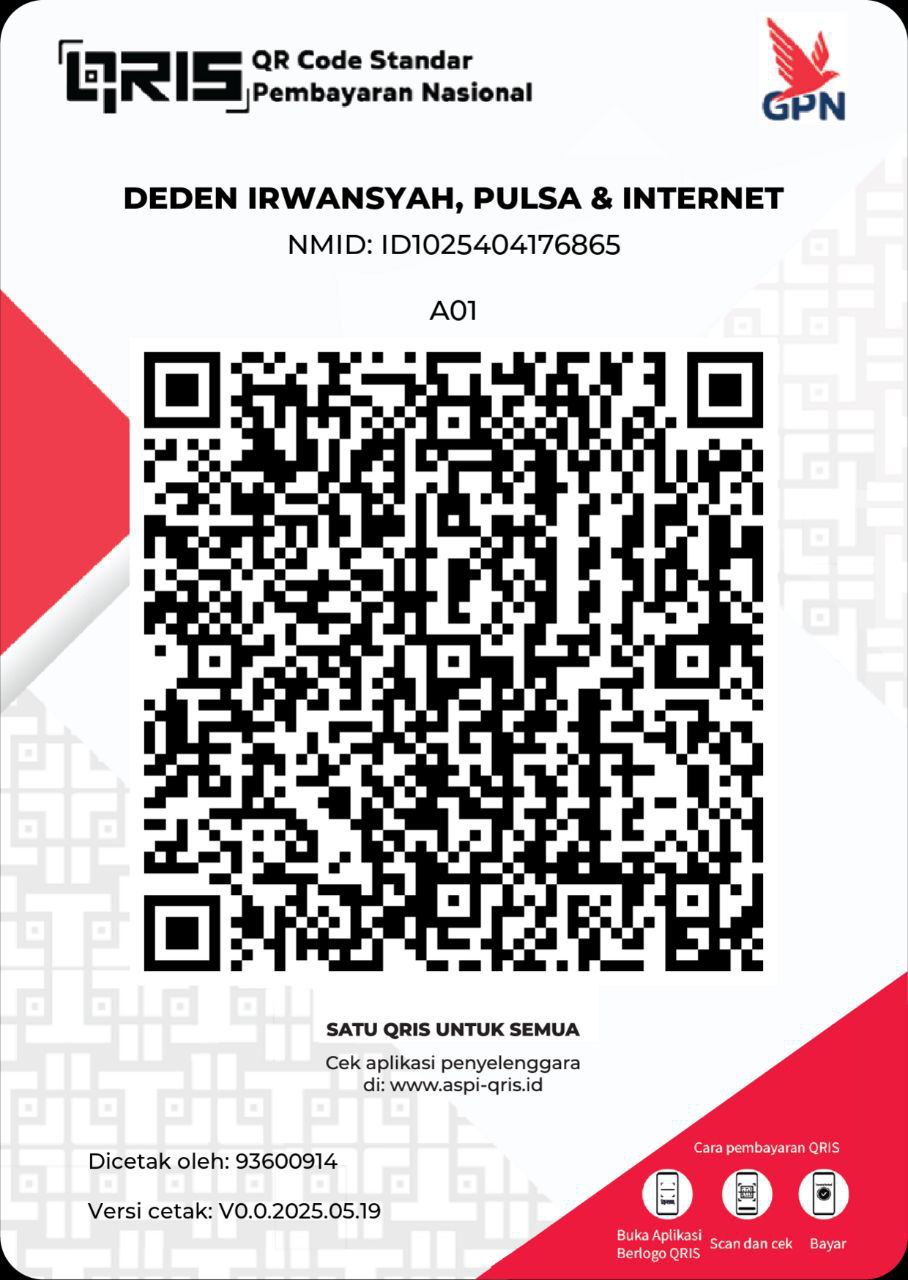 QRIS
QR Code Standar
Pembayaran Nasional
GPN
DEDEN IRWANSYAH, PULSA & INTERNET
NMID: ID1025404176865
A01
SATU QRIS UNTUK SEMUA
Cek aplikasi penyelenggara
di: www.aspi-qris.id
Dicetak oleh: 93600914
Versi cetak: V0.0.2025.05.19
Cara pembayaran QRIS
Buka Aplikasi
Berlogo QRIS
Scan dan cek
Bayar